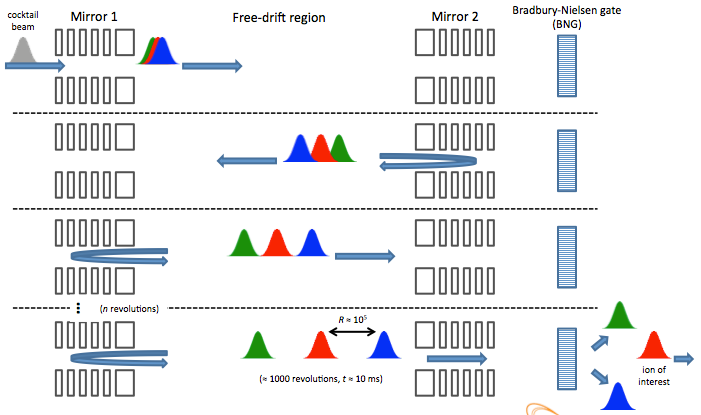 cocktail
beam
Mirror 1
Free-drift region
Mirror 2
Bradbury-Nielsen gate
(BNG)
(n revolutions)
R ≈ 10⁵
(≈ 1000 revolutions, t ≈ 10 ms)
ion of
interest